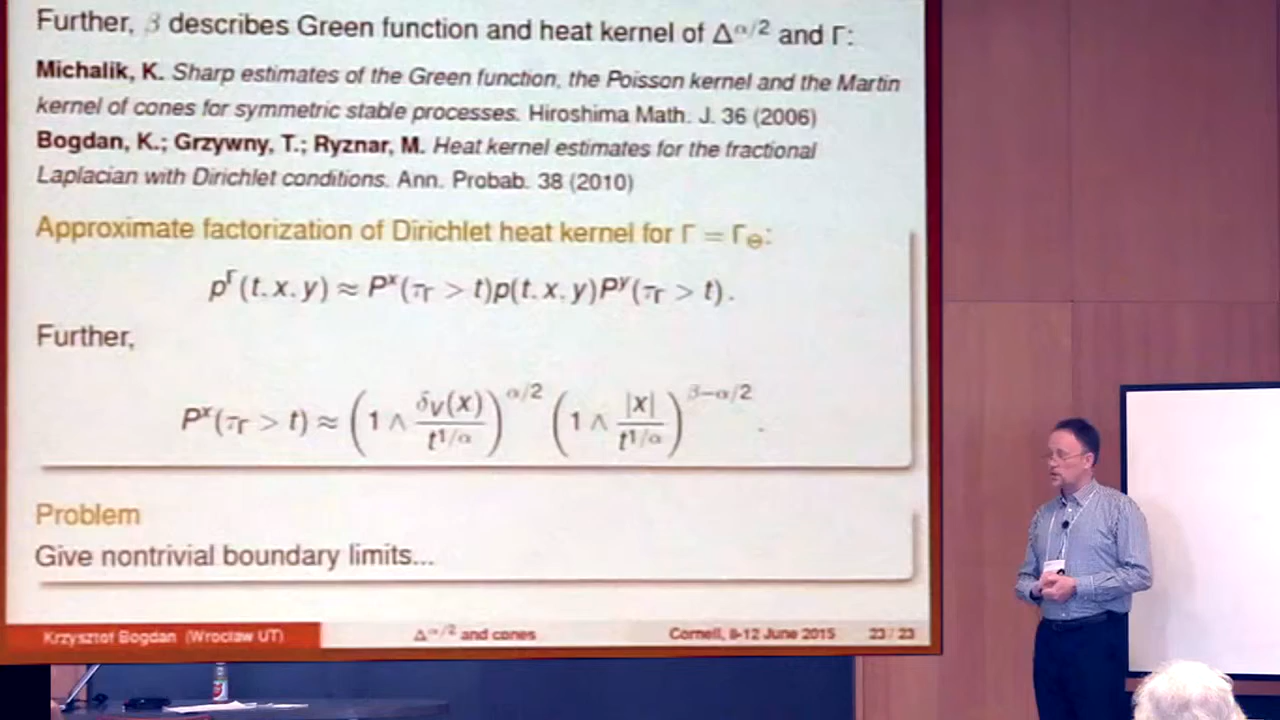 Further, β describes Green function and heat kernel of Δ^{α/2} and Γ:
Michalik, K. Sharp estimates of the Green function, the Poisson kernel and the Martin
kernel of cones for symmetric stable processes. Hiroshima Math. J. 36 (2006)
Bogdan, K.; Grzywny, T.; Ryznar, M. Heat kernel estimates for the fractional
Laplacian with Dirichlet conditions. Ann. Probab. 38 (2010)
Approximate factorization of Dirichlet heat kernel for Γ = Γ_Θ:
p^Γ(t, x, y) ≈ P^x(τ_Γ > t)p(t, x, y)P^y(τ_Γ > t).
Further,
P^x(τ_Γ > t) ≈ (1 ∧ δ_V(x)/t^{1/α})^{α/2} (1 ∧ |x|/t^{1/α})^{β−α/2}.
Problem
Give nontrivial boundary limits...
Krzysztof Bogdan (Wrocław UT) Δ^{α/2} and cones Cornell, 8-12 June 2015 23 / 23